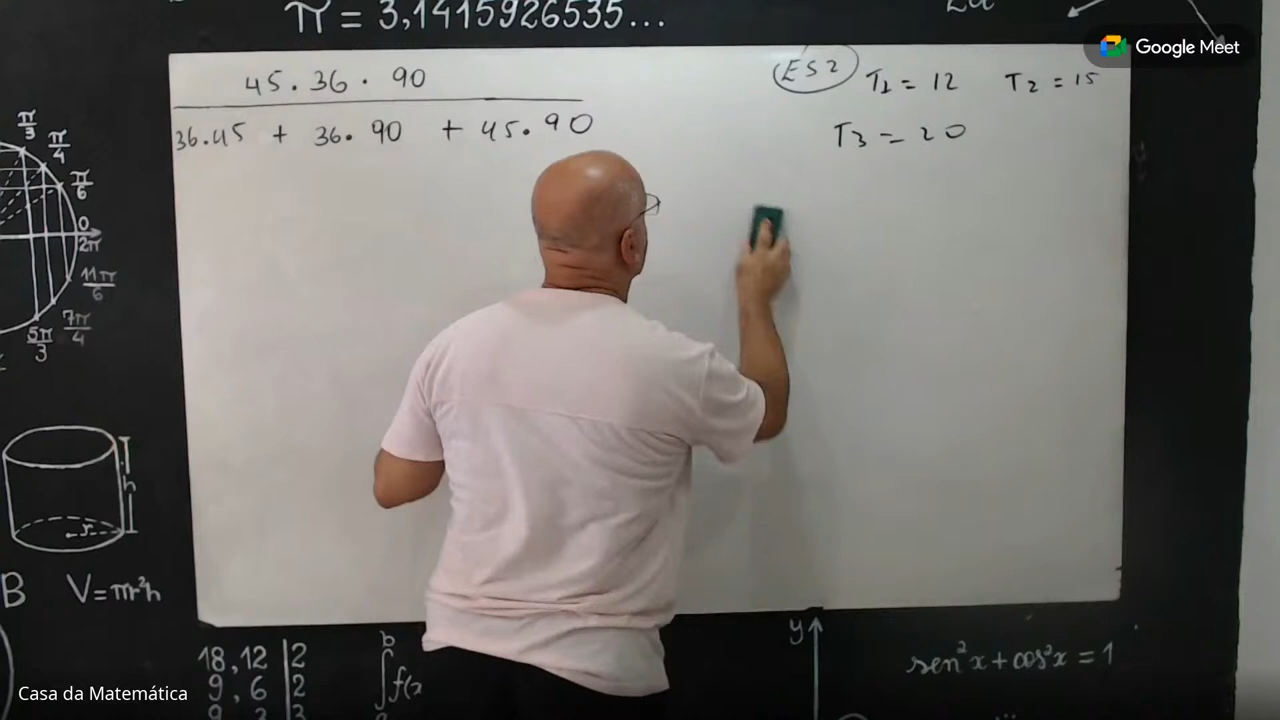 π = 3,1415926535...
Google Meet
45.36.90
36.45 + 36.90 + 45.90
ES2 T1 = 12 T2 = 15
T3 = 20
π/3
π/4
π/6
0
2π
11π/6
7π/4
5π/3
h
r
B V=πr²h
18,12 | 2
9, 6 | 2
b
∫f(x
y
sen²x + cos²x = 1
Casa da Matemática